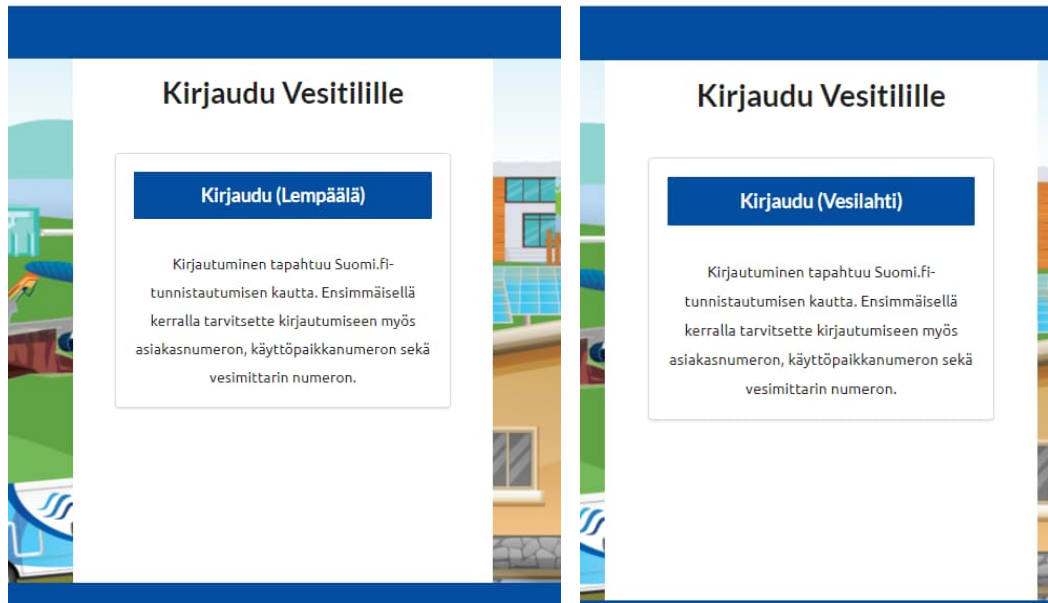 Kirjaudu Vesitilille
Kirjaudu (Lempäälä)
Kirjautuminen tapahtuu Suomi.fi-
tunnistautumisen kautta. Ensimmäisellä
kerralla tarvitsette kirjautumiseen myös
asiakasnumeron, käyttöpaikkanumeron sekä
vesimittarin numeron.
Kirjaudu Vesitilille
Kirjaudu (Vesilahti)
Kirjautuminen tapahtuu Suomi.fi-
tunnistautumisen kautta. Ensimmäisellä
kerralla tarvitsette kirjautumiseen myös
asiakasnumeron, käyttöpaikkanumeron sekä
vesimittarin numeron.